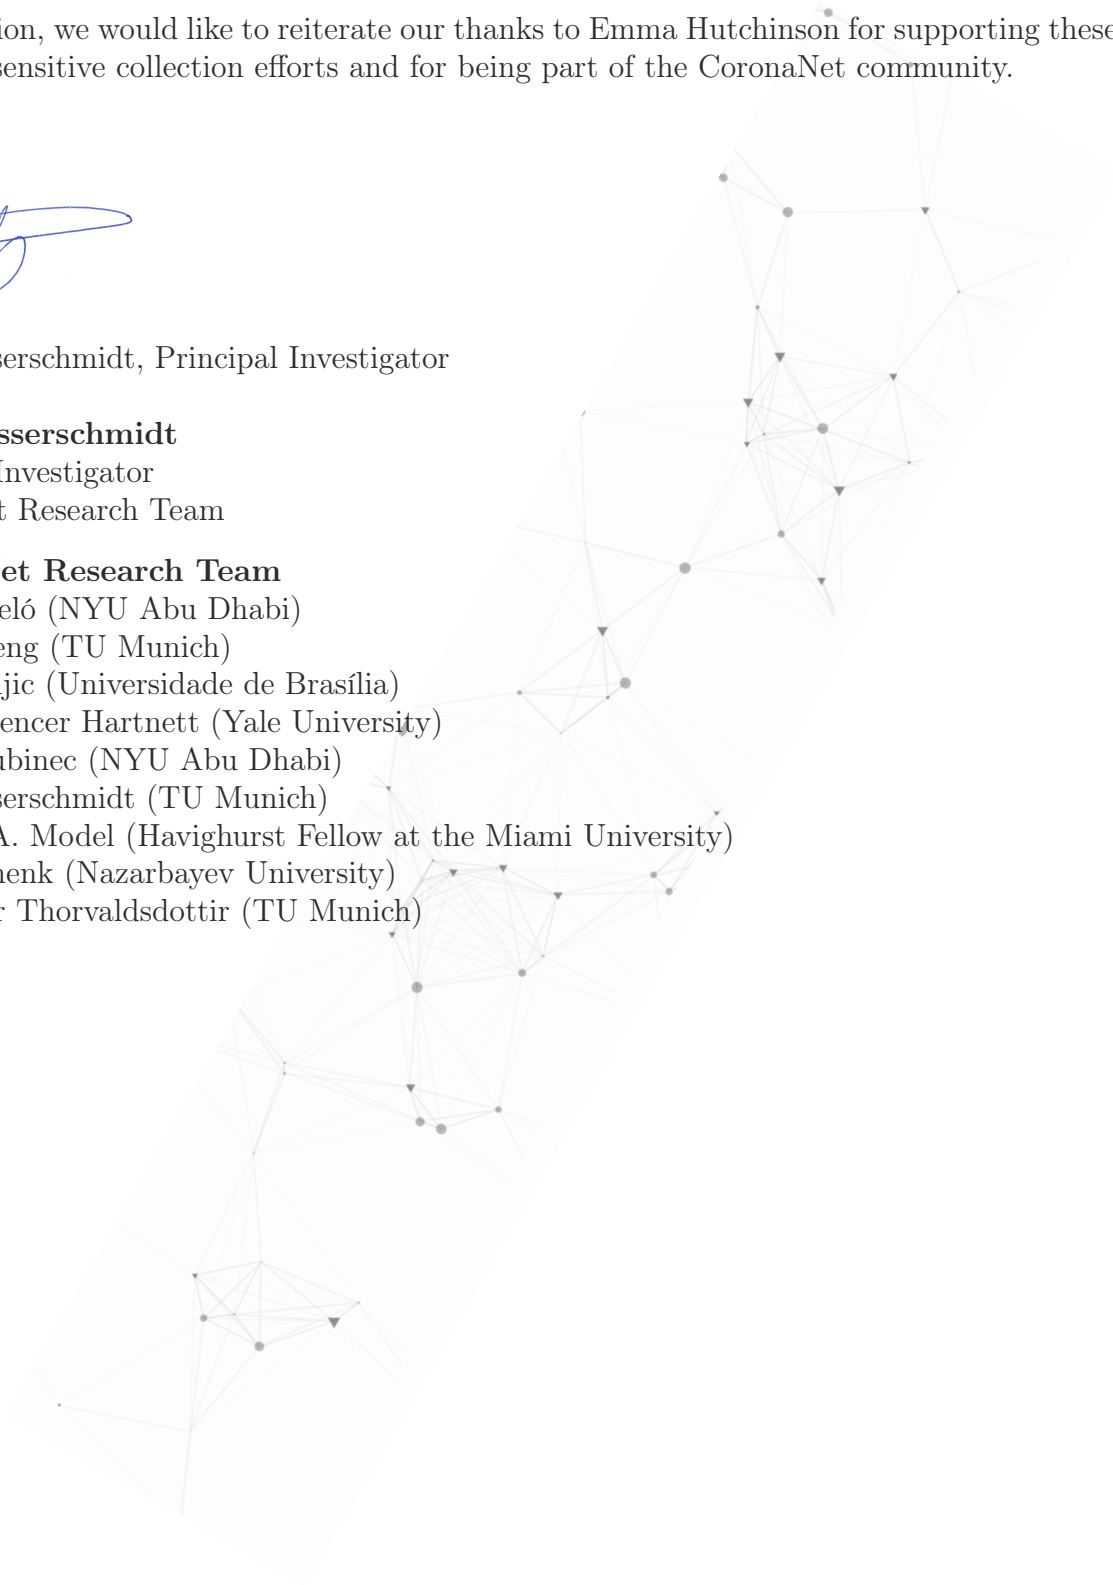 ion, we would like to reiterate our thanks to Emma Hutchinson for supporting these
sensitive collection efforts and for being part of the CoronaNet community.
serschmidt, Principal Investigator
sserschmidt
Investigator
t Research Team
et Research Team
eló (NYU Abu Dhabi)
eng (TU Munich)
jic (Universidade de Brasília)
encer Hartnett (Yale University)
ubinec (NYU Abu Dhabi)
serschmidt (TU Munich)
A. Model (Havighurst Fellow at the Miami University)
henk (Nazarbayev University)
r Thorvaldsdottir (TU Munich)